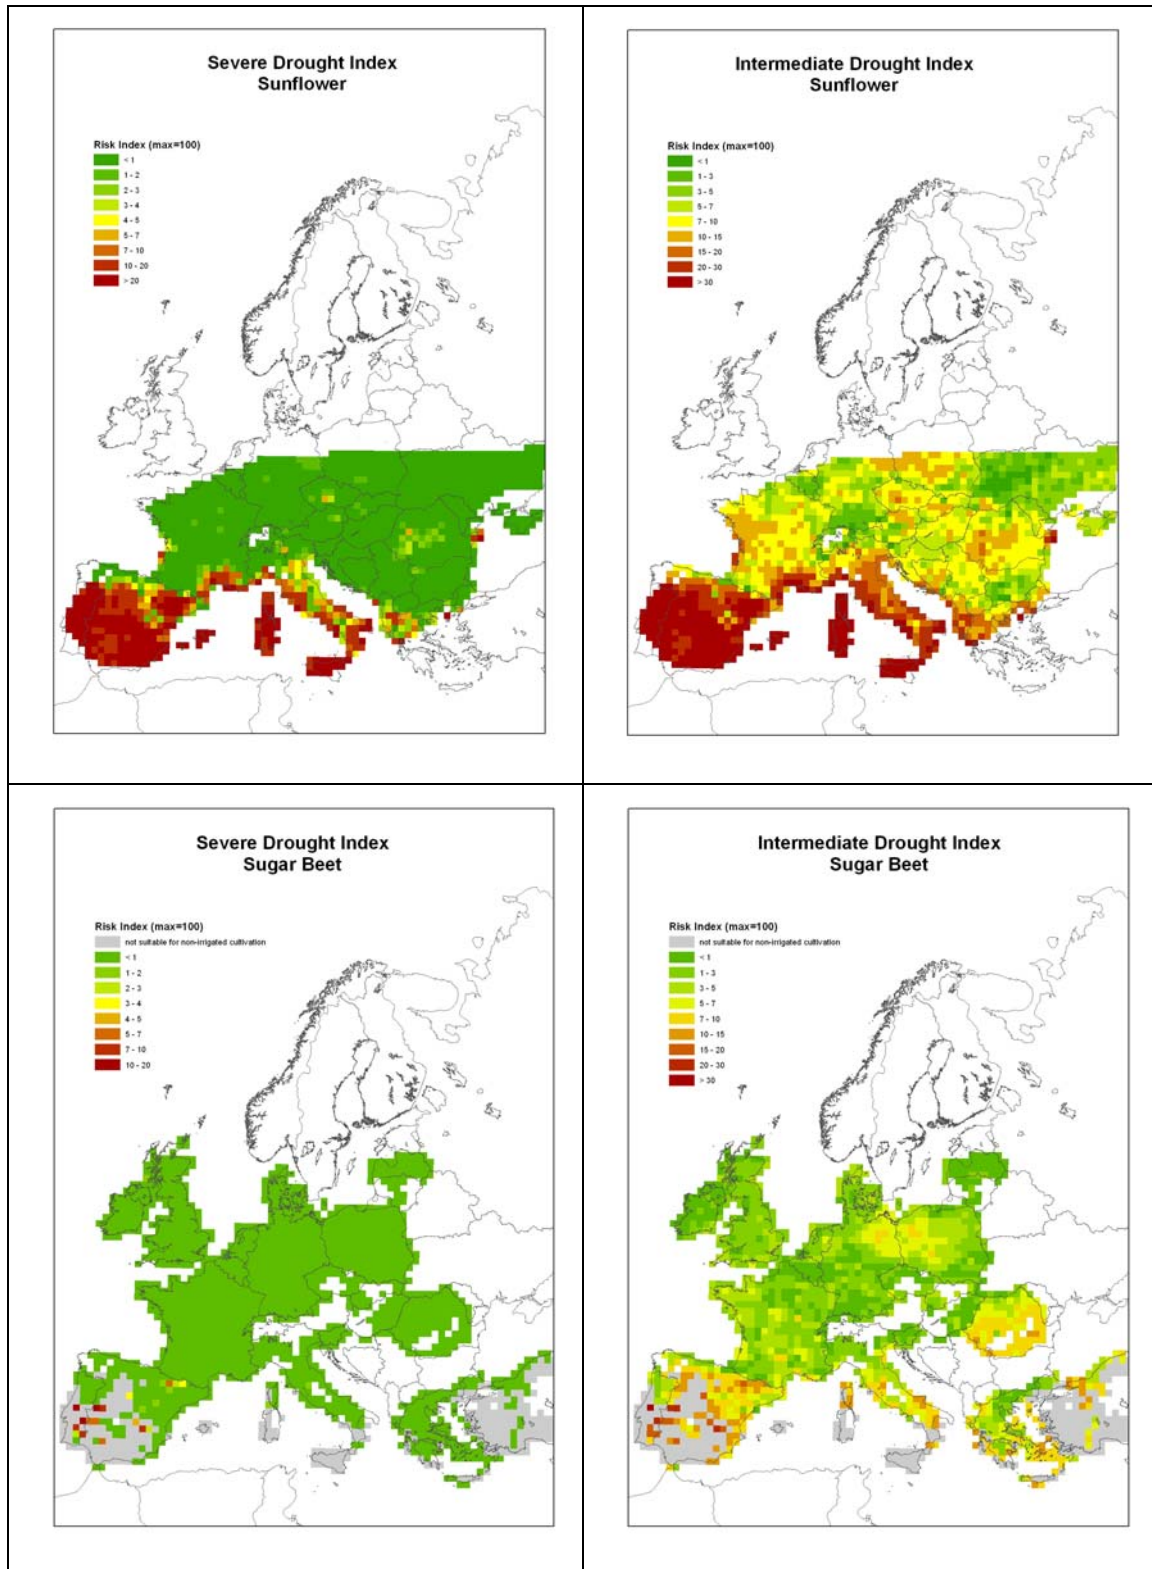 Severe Drought Index
Sunflower
Risk Index (max=100)
< 1
1 - 2
2 - 3
3 - 4
4 - 5
5 - 7
7 - 10
10 - 20
> 20
Intermediate Drought Index
Sunflower
Risk Index (max=100)
< 1
1 - 3
3 - 5
5 - 7
7 - 10
10 - 15
15 - 20
20 - 30
> 30
Severe Drought Index
Sugar Beet
Risk Index (max=100)
not suitable for non-irrigated cultivation
< 1
1 - 2
2 - 3
3 - 4
4 - 5
5 - 7
7 - 10
10 - 20
Intermediate Drought Index
Sugar Beet
Risk Index (max=100)
not suitable for non-irrigated cultivation
< 1
1 - 3
3 - 5
5 - 7
7 - 10
10 - 15
15 - 20
20 - 30
> 30